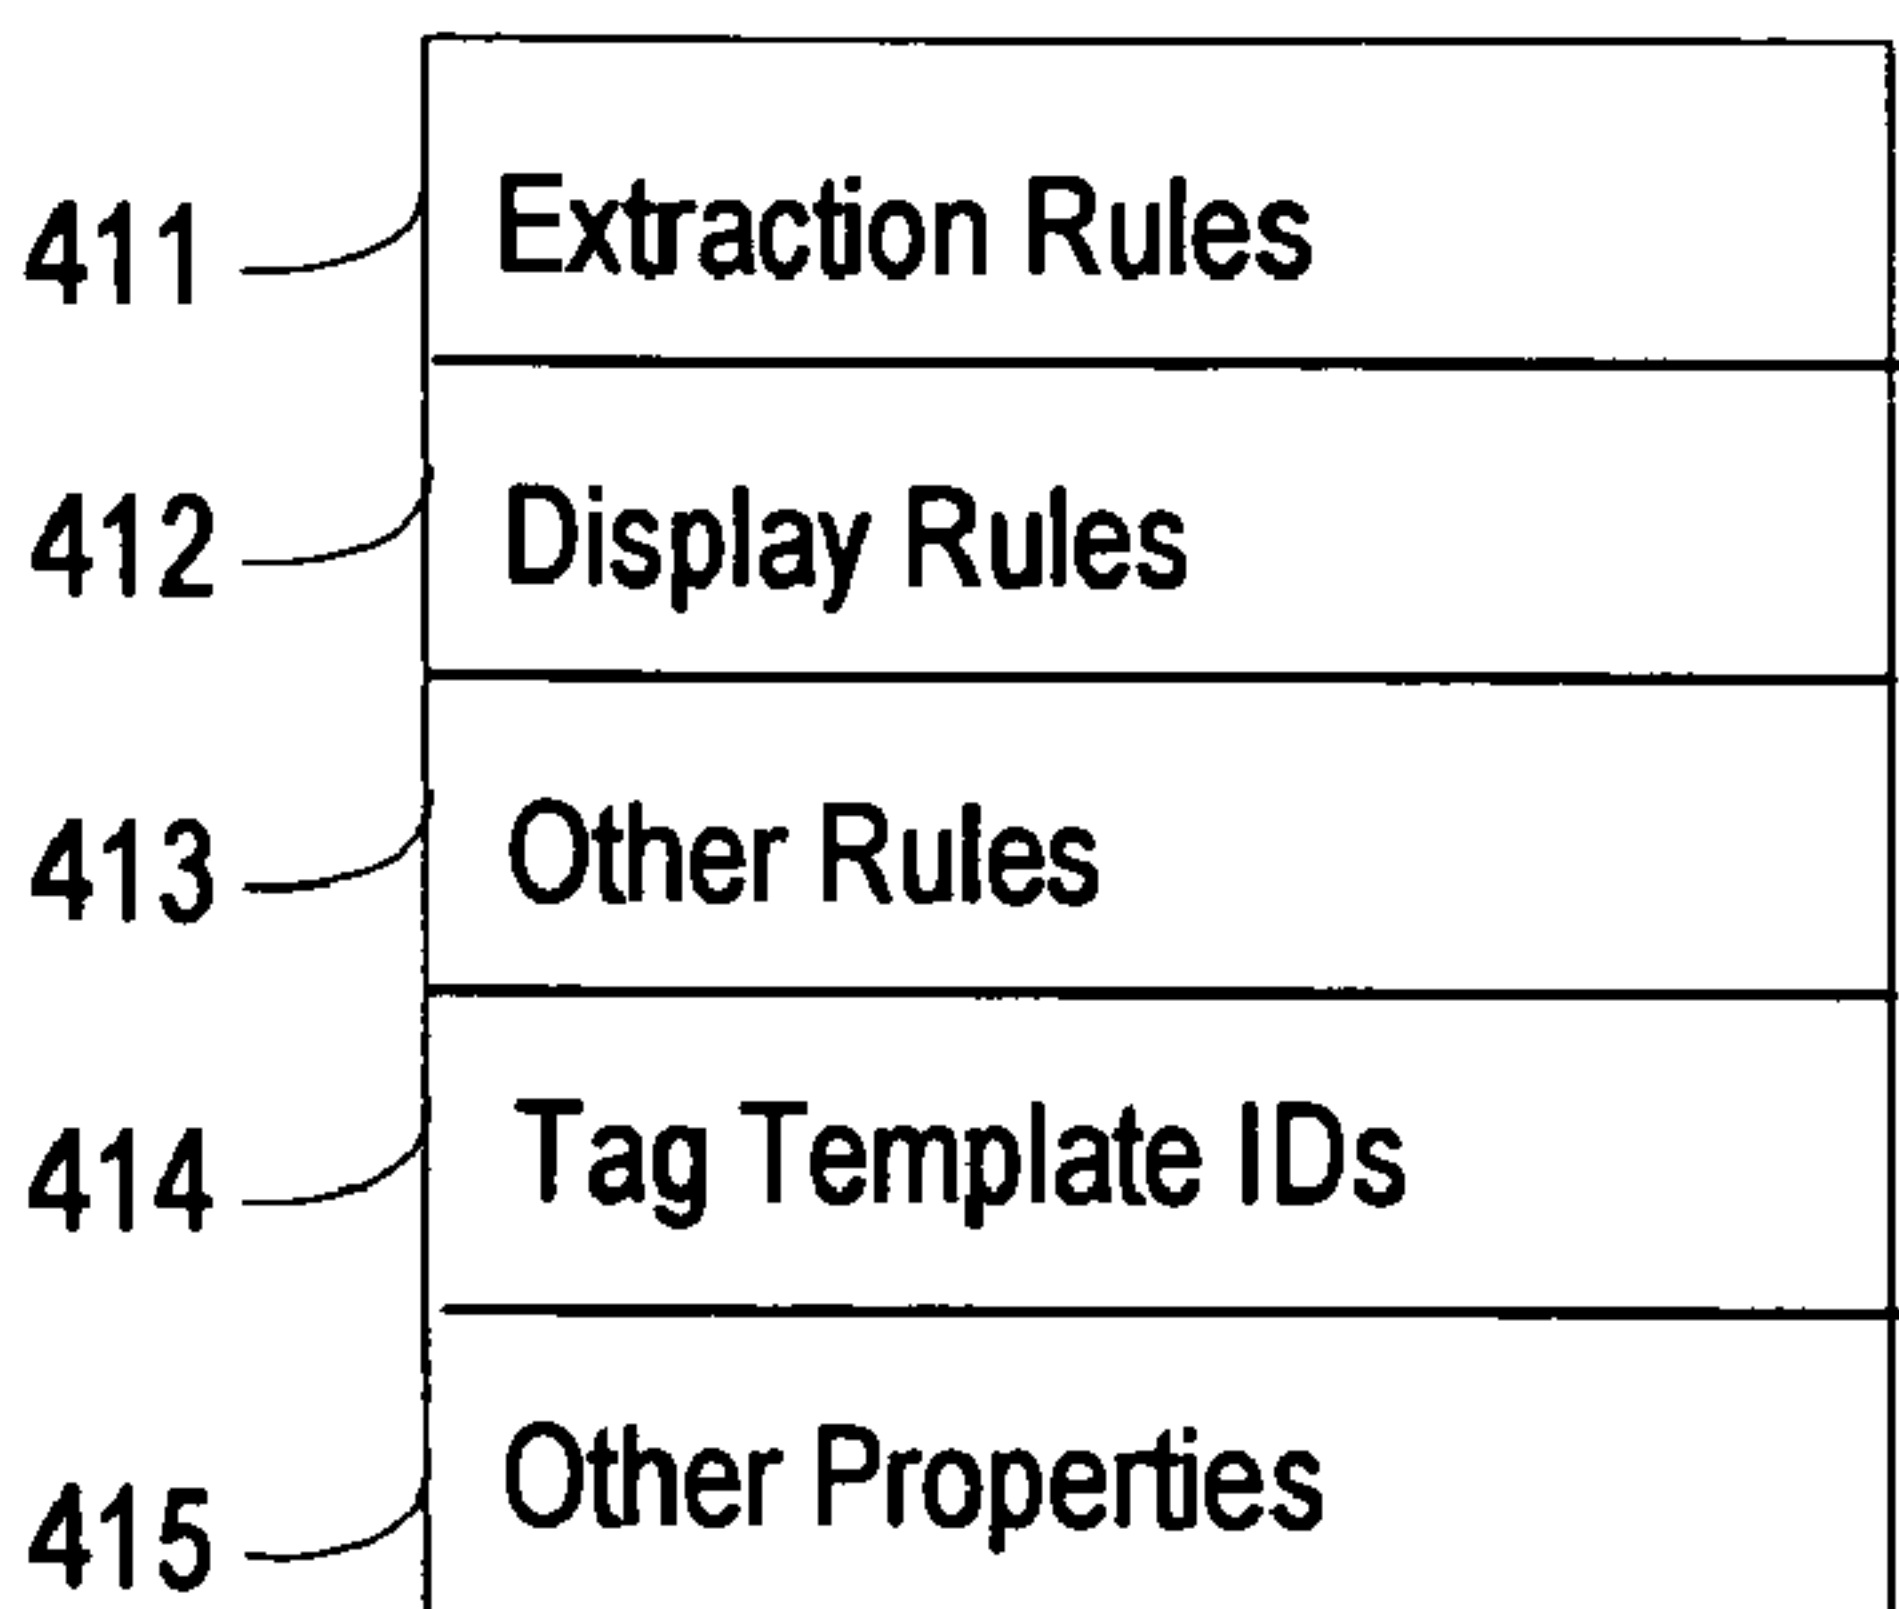 411 Extraction Rules
412 Display Rules
413 Other Rules
414 Tag Template IDs
415 Other Properties